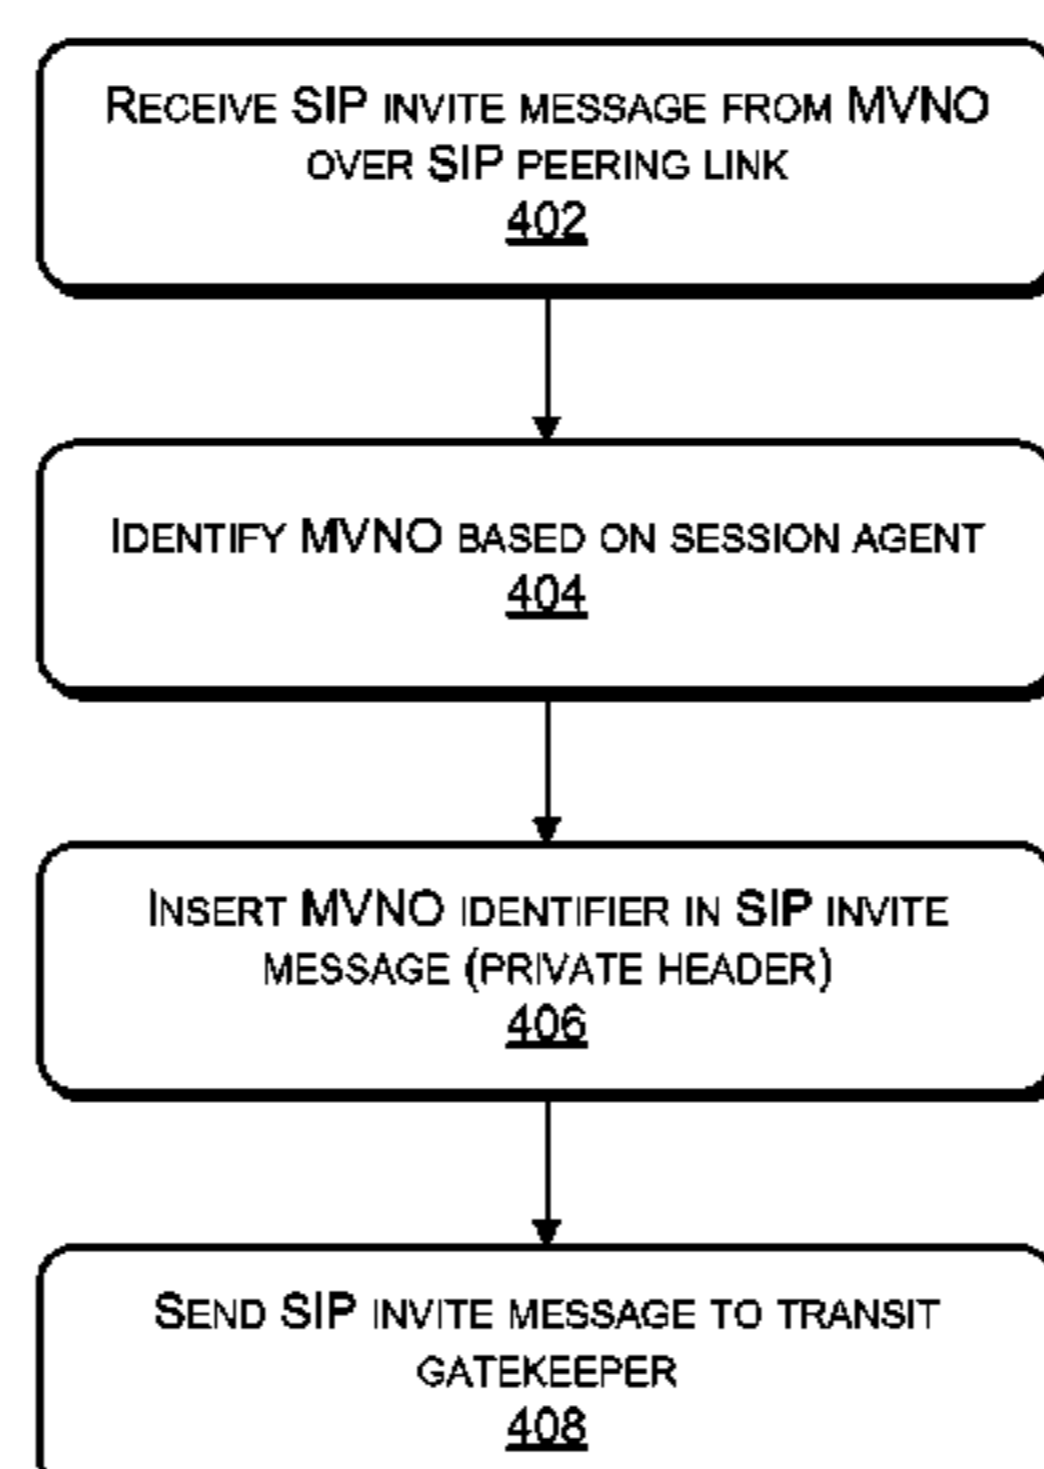 RECEIVE SIP INVITE MESSAGE FROM MVNO
OVER SIP PEERING LINK
402
IDENTIFY MVNO BASED ON SESSION AGENT
404
INSERT MVNO IDENTIFIER IN SIP INVITE
MESSAGE (PRIVATE HEADER)
406
SEND SIP INVITE MESSAGE TO TRANSIT
GATEKEEPER
408